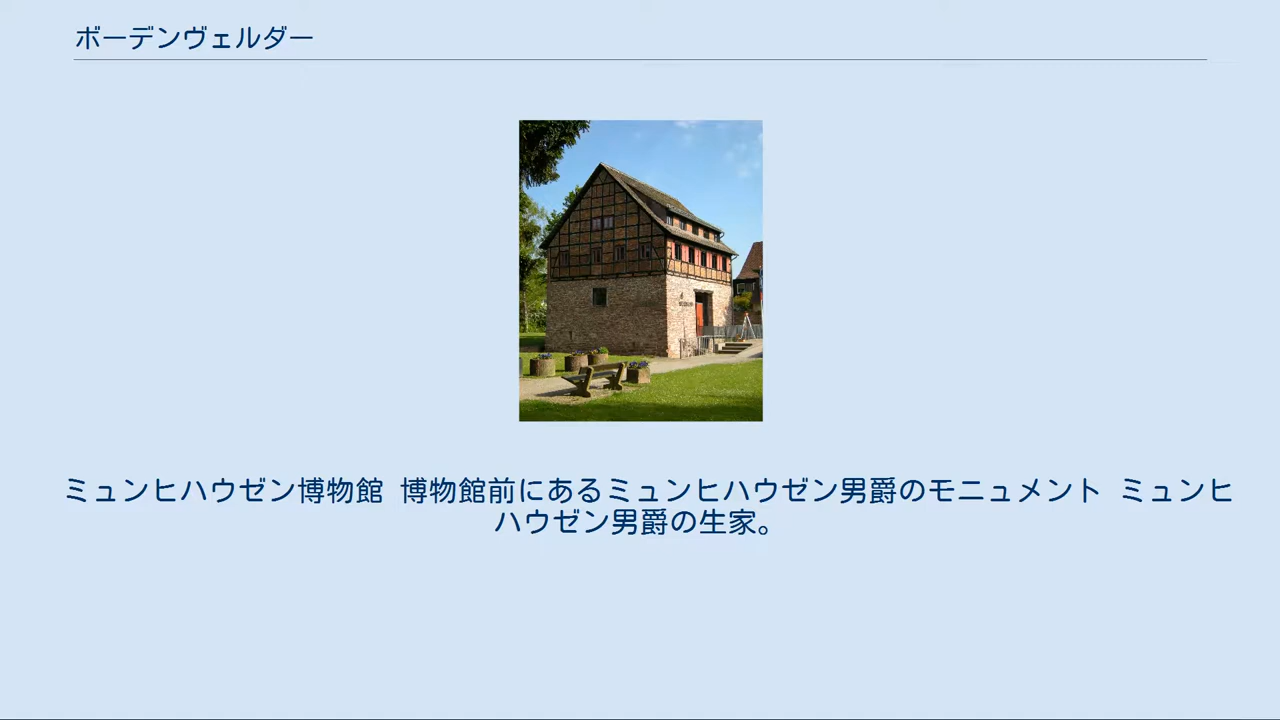 ボーデンヴェルダー
ミュンヒハウゼン博物館 博物館前にあるミュンヒハウゼン男爵のモニュメント ミュンヒ
ハウゼン男爵の生家。